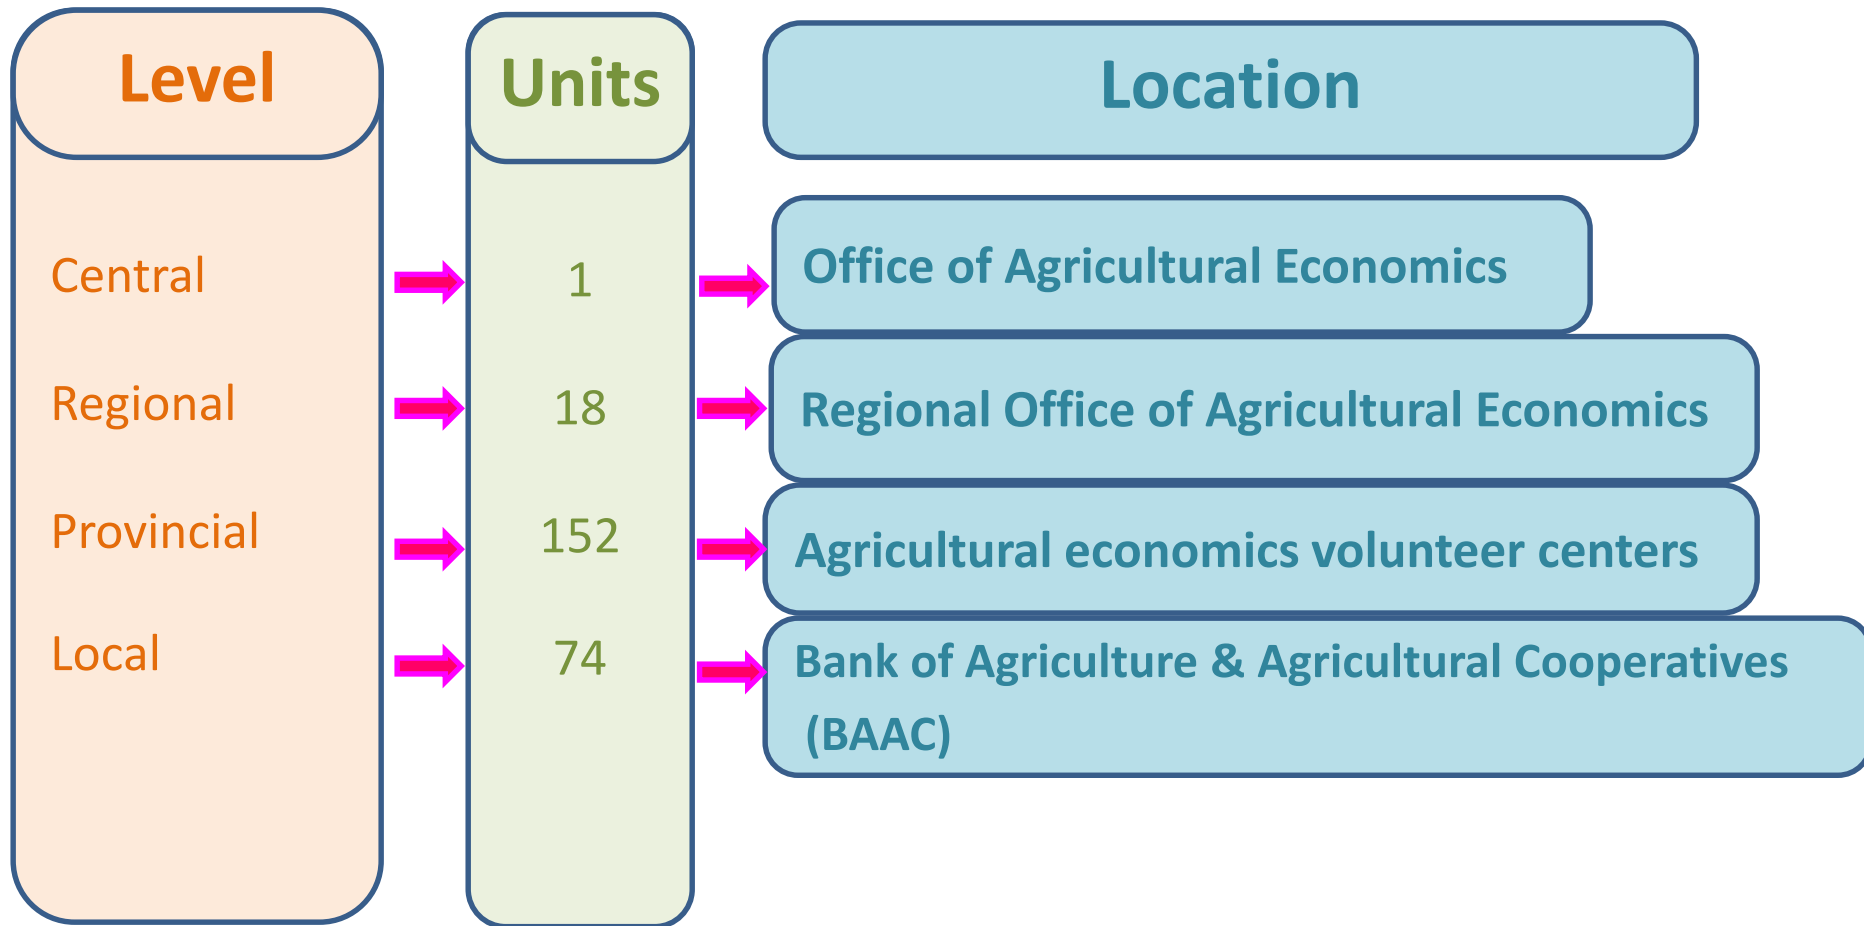 Level
Units
Location
Central
1
Office of Agricultural Economics
Regional
18
Regional Office of Agricultural Economics
Provincial
152
Agricultural economics volunteer centers
Local
74
Bank of Agriculture & Agricultural Cooperatives
(BAAC)